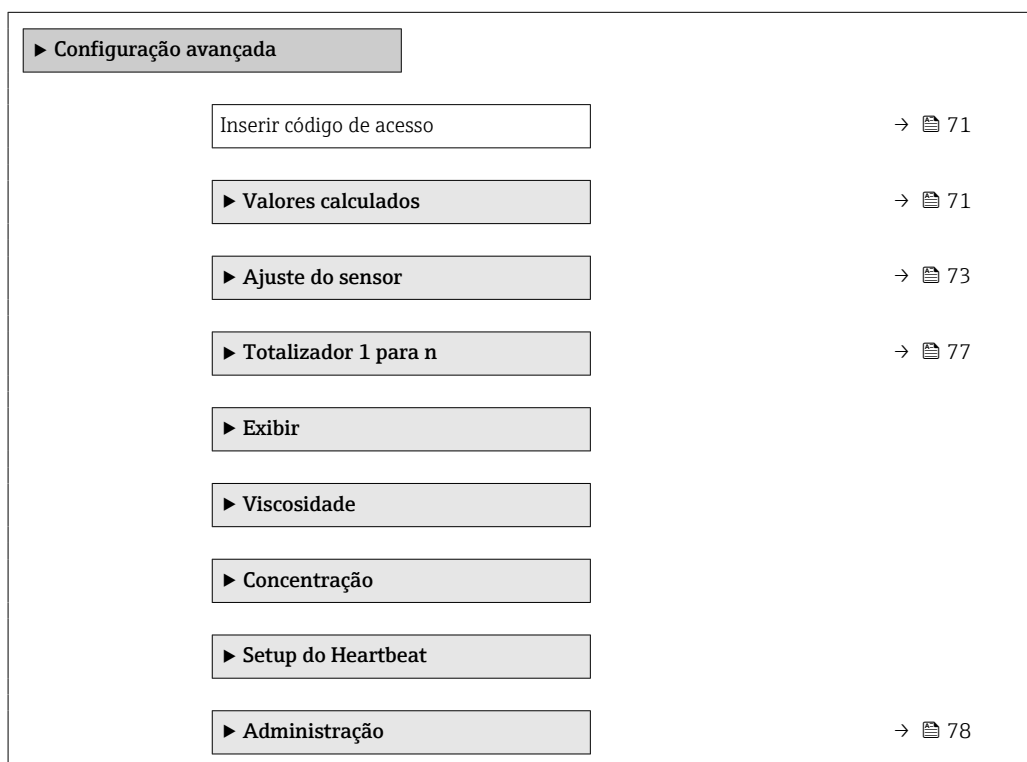 ▶ Configuração avançada
Inserir código de acesso → 71
▶ Valores calculados → 71
▶ Ajuste do sensor → 73
▶ Totalizador 1 para n → 77
▶ Exibir
▶ Viscosidade
▶ Concentração
▶ Setup do Heartbeat
▶ Administração → 78